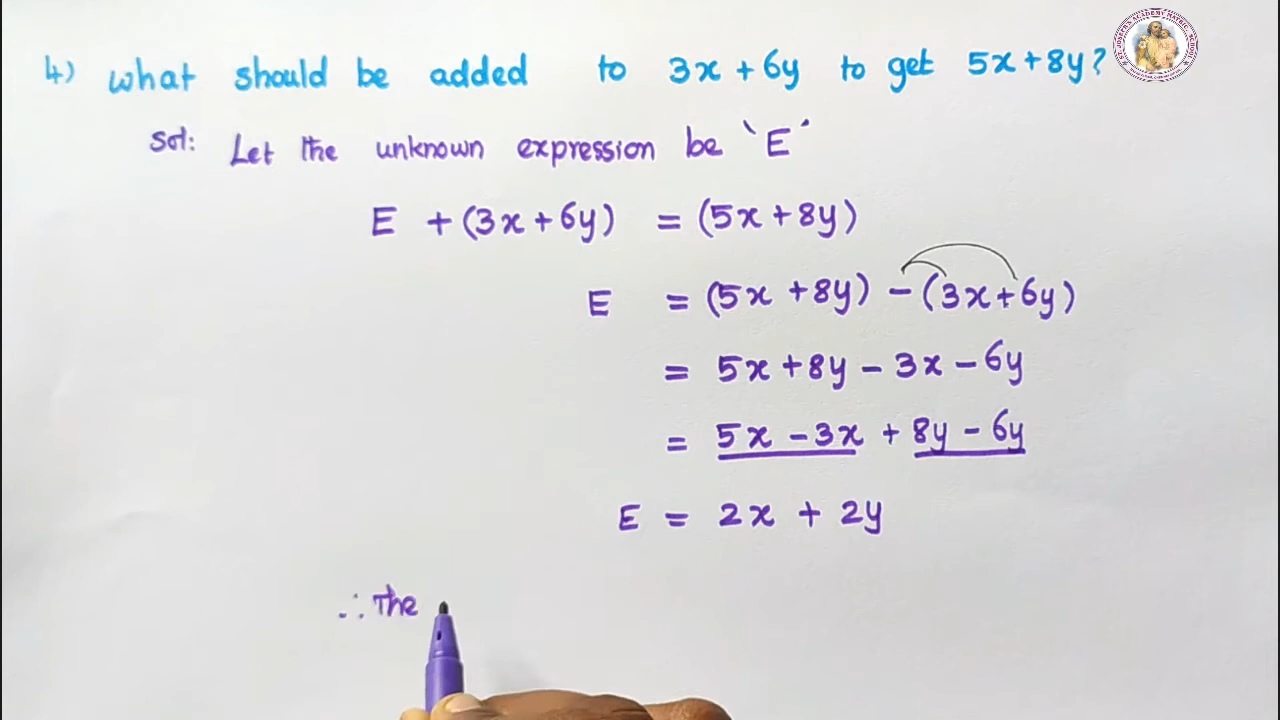 4) What should be added to 3x + 6y to get 5x + 8y?
Sol: Let the unknown expression be 'E'
E + (3x + 6y) = (5x + 8y)
E = (5x + 8y) - (3x + 6y)
= 5x + 8y - 3x - 6y
= 5x - 3x + 8y - 6y
E = 2x + 2y
∴ The